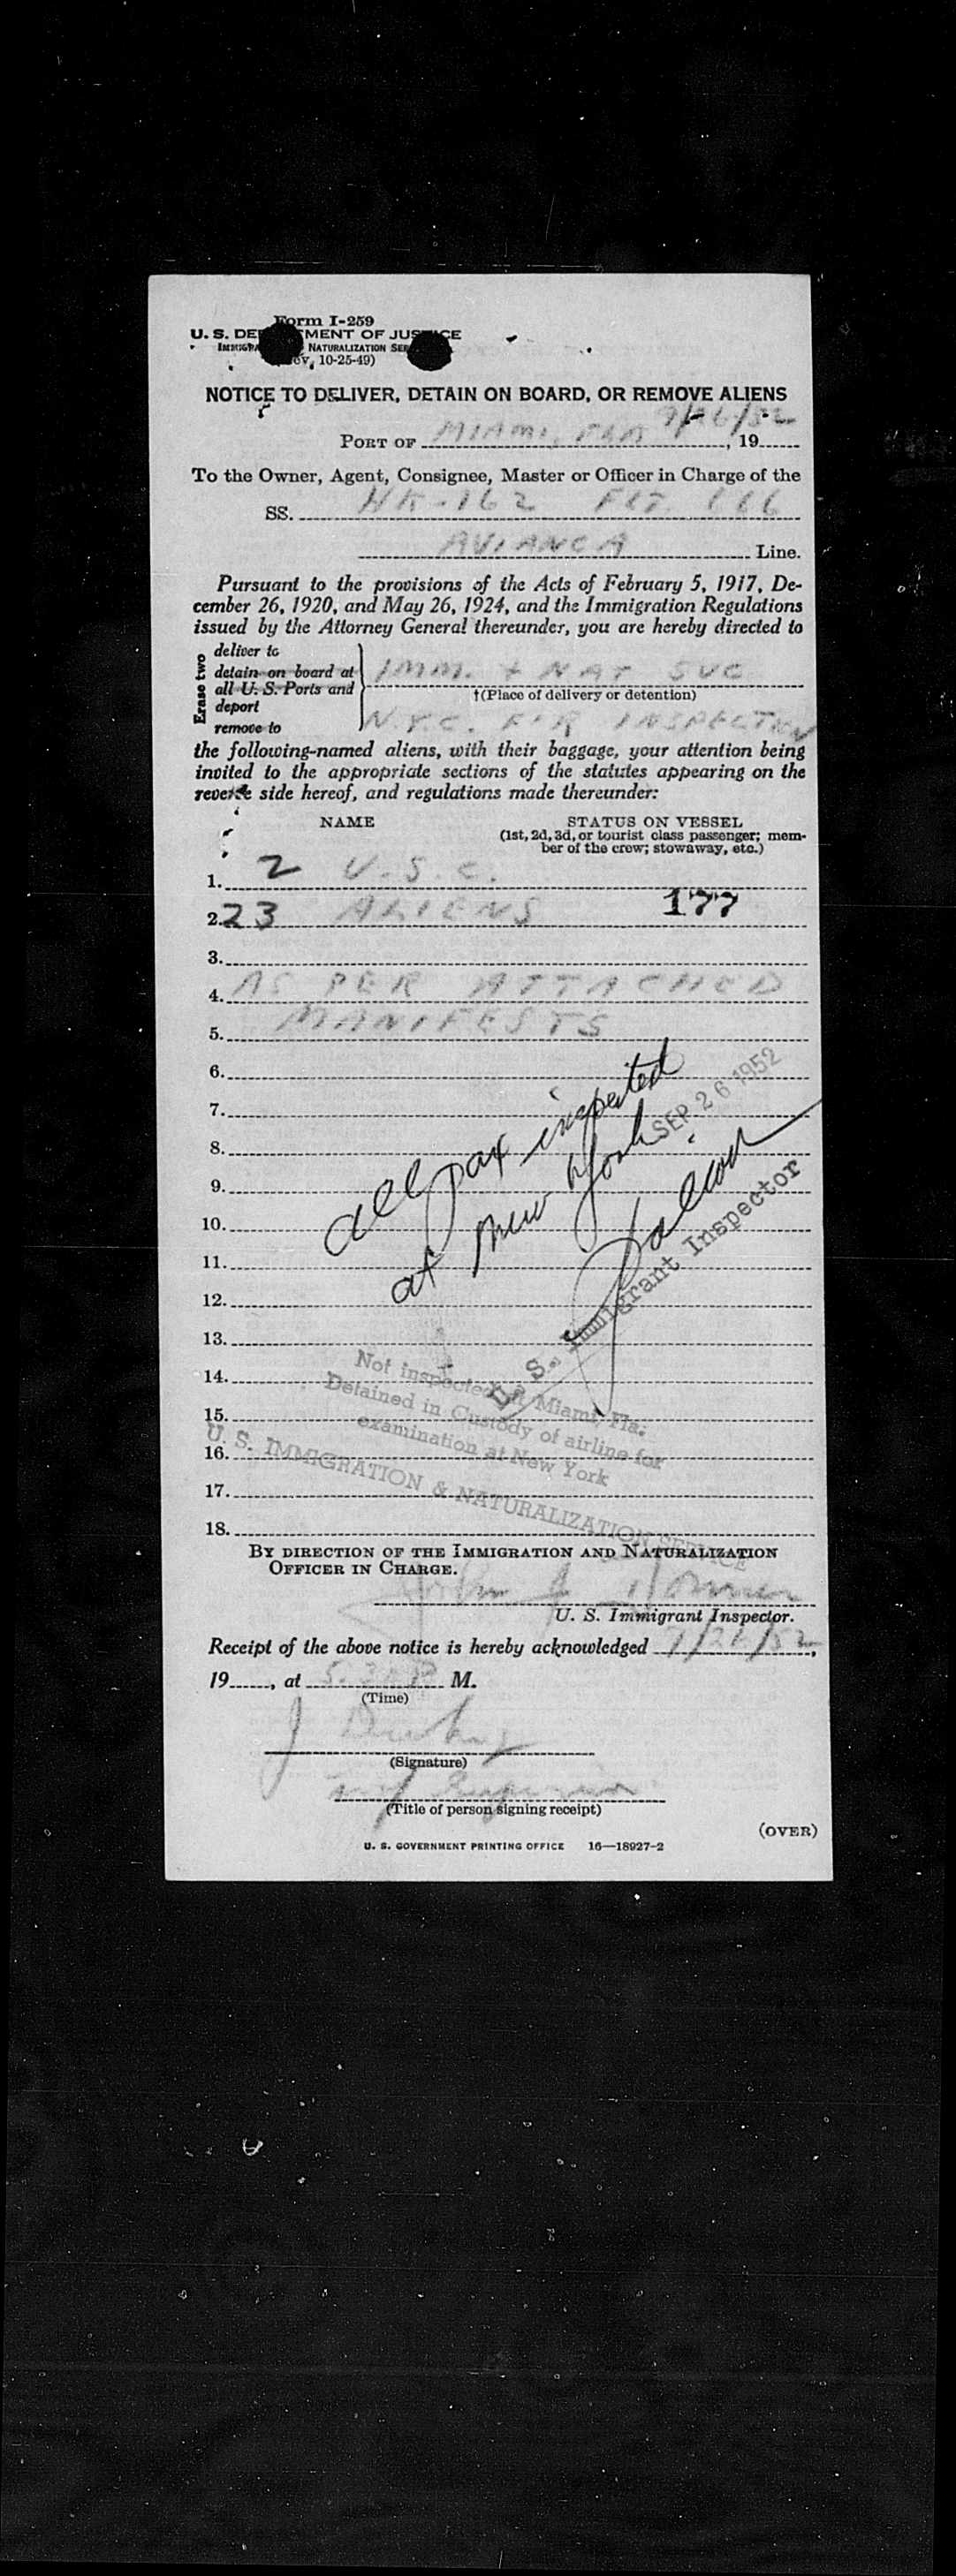 Form I-259
U. S. DE MENT OF JUS CE
NATURALIZATION SER
10-25-49)
NOTICE TO DELIVER, DETAIN ON BOARD, OR REMOVE ALIENS
9/26/52
PORT OF MIAMI, FLA , 19
To the Owner, Agent, Consignee, Master or Officer in Charge of the
SS. HK-162 FLT. 666
AVIANCA Line.
Pursuant to the provisions of the Acts of February 5, 1917, De-
cember 26, 1920, and May 26, 1924, and the Immigration Regulations
issued by the Attorney General thereunder, you are hereby directed to
Erase two
deliver to
detain on board at
all U. S. Ports and
deport
remove to
IMM. + NAT SVC
†(Place of delivery or detention)
N.Y.C. FOR INSPECTION
the following-named aliens, with their baggage, your attention being
invited to the appropriate sections of the statutes appearing on the
reverse side hereof, and regulations made thereunder:
NAME
STATUS ON VESSEL
(1st, 2d, 3d, or tourist class passenger; mem-
ber of the crew; stowaway, etc.)
1. 2 U.S.C.
2. 23 ALIENS 177
3.
4. AS PER ATTACHED
5. MANIFESTS
6.
7.
8.
9.
10.
11.
12.
13.
14.
15.
16.
17.
18.
all pax inspected
at New York
SEP 26 1952
U. S. Immigrant Inspector
Not inspected at Miami, Fla.
Detained in Custody of airline for
examination at New York
U. S. IMMIGRATION & NATURALIZATION SERVICE
BY DIRECTION OF THE IMMIGRATION AND NATURALIZATION
OFFICER IN CHARGE.
John J
U. S. Immigrant Inspector.
Receipt of the above notice is hereby acknowledged 9/26/52,
19 , at 5:30 P M.
(Time)
J
(Signature)
(Title of person signing receipt)
(OVER)
U. S. GOVERNMENT PRINTING OFFICE 16—18927-2